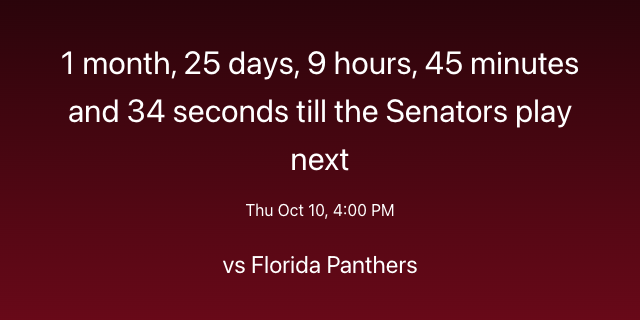 1 month, 25 days, 9 hours, 45 minutes
and 34 seconds till the Senators play
next
Thu Oct 10, 4:00 PM
vs Florida Panthers